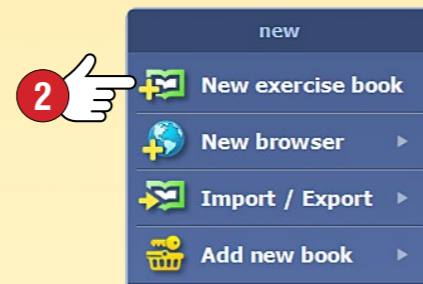 new
2
New exercise book
New browser
Import / Export
Add new book